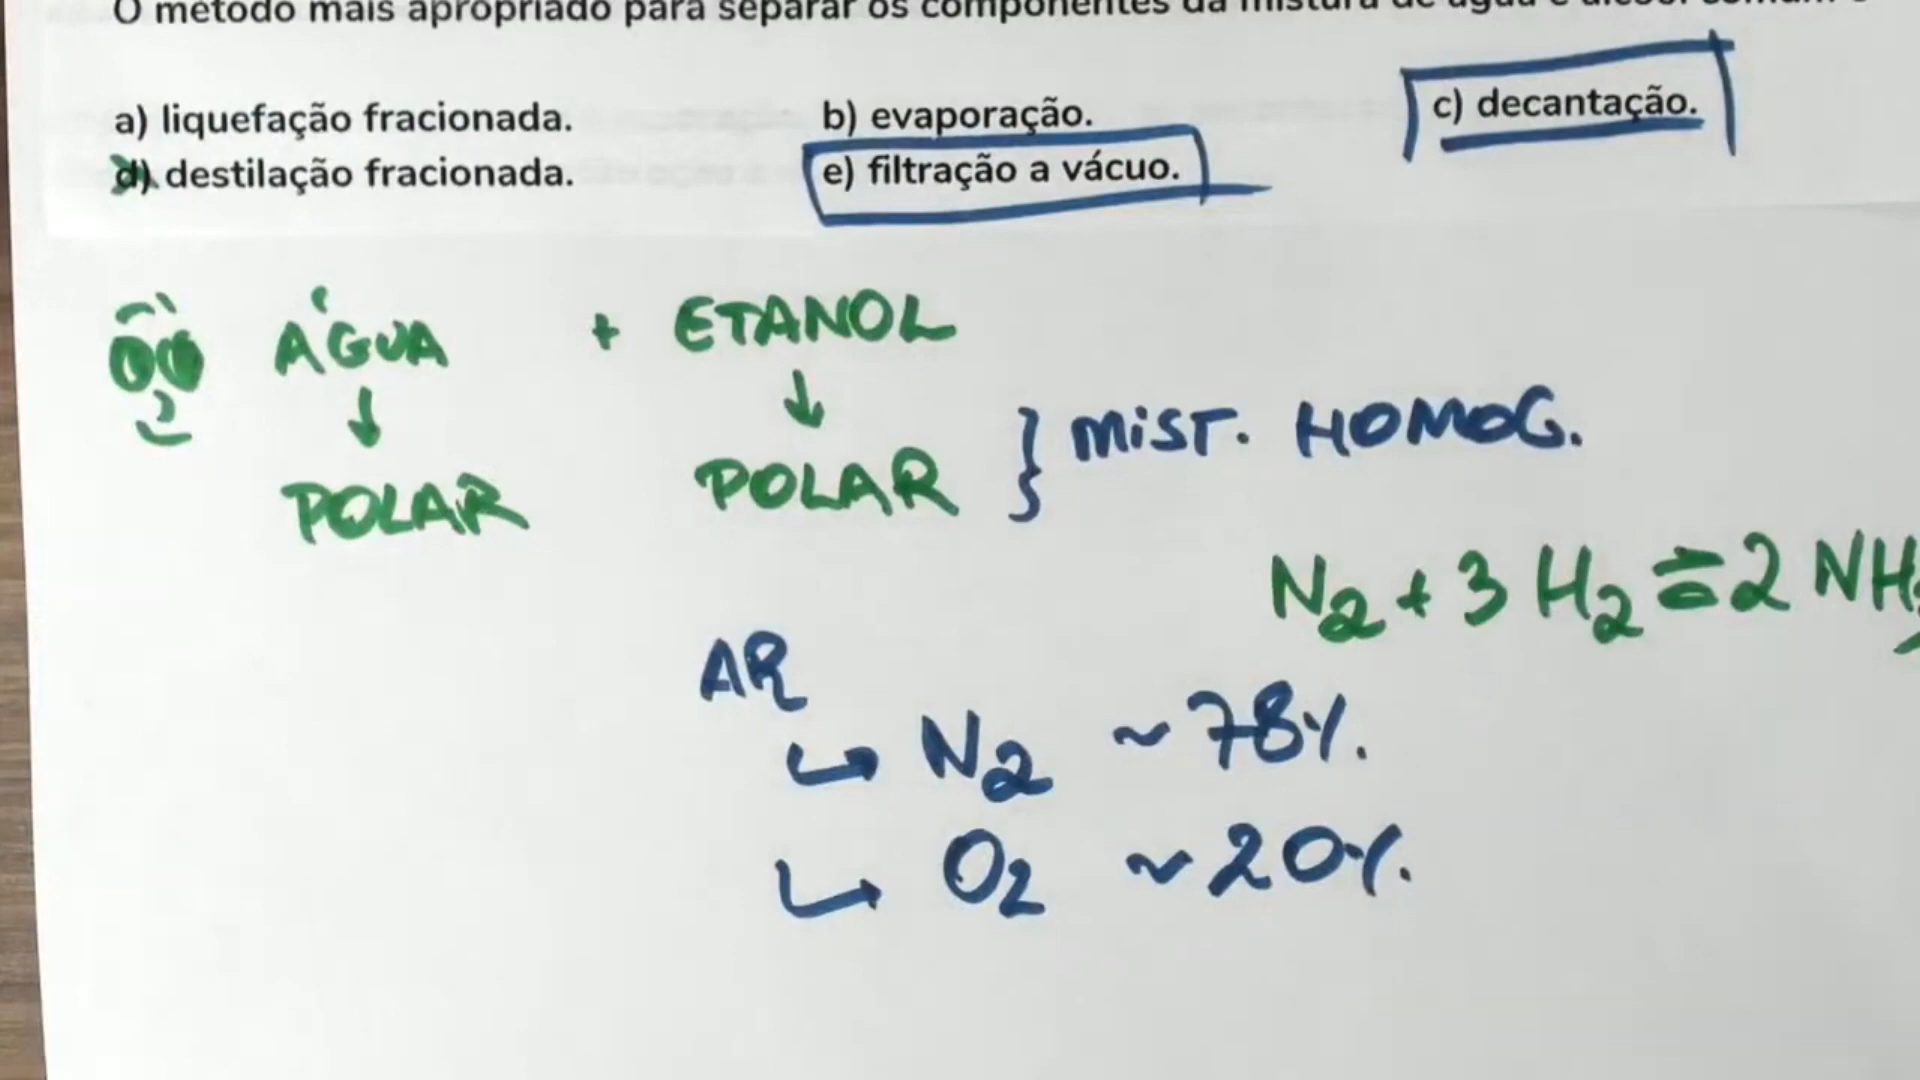 O método mais apropriado para separar os componentes da mistura de água e álcool comum é
a) liquefação fracionada.
b) evaporação.
c) decantação.
d) destilação fracionada.
e) filtração a vácuo.
ÁGUA + ETANOL
↓ ↓
POLAR POLAR } MIST. HOMOG.
N2 + 3 H2 ⇌ 2 NH3
AR
↳ N2 ~ 78%.
↳ O2 ~ 20%.